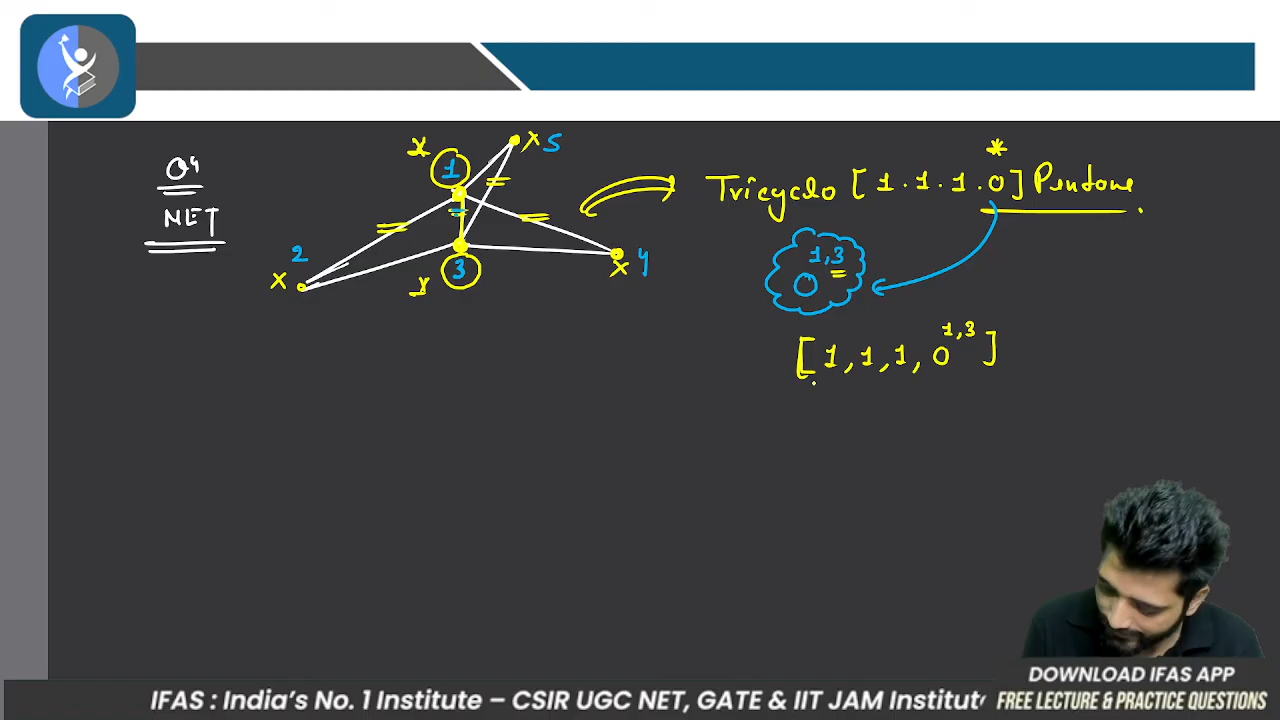 Q4
NET
x
1
x 5
=
=
=
=
2
x
3
x
x 4
*
Tricyclo [1.1.1.0] Pentane
1,3
0
=
[1, 1, 1, 0^1,3]
DOWNLOAD IFAS APP
IFAS : India's No. 1 Institute – CSIR UGC NET, GATE & IIT JAM Institut
FREE LECTURE & PRACTICE QUESTIONS